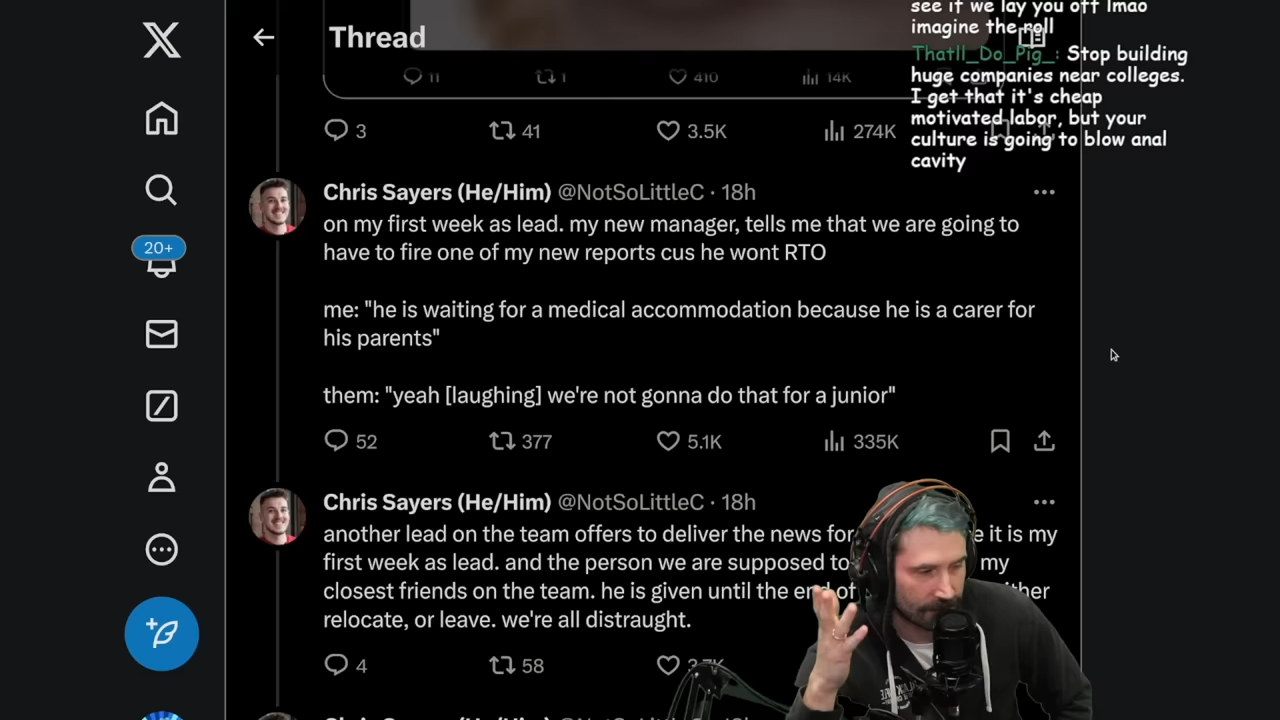 see if we lay you off lmao
imagine the roll
Thatll_Do_Pig_: Stop building
huge companies near colleges.
I get that it's cheap
motivated labor, but your
culture is going to blow anal
cavity
Thread
11 1 410 14K
3 41 3.5K 274K
20+
Chris Sayers (He/Him) @NotSoLittleC · 18h
on my first week as lead. my new manager, tells me that we are going to
have to fire one of my new reports cus he wont RTO
me: "he is waiting for a medical accommodation because he is a carer for
his parents"
them: "yeah [laughing] we're not gonna do that for a junior"
52 377 5.1K 335K
Chris Sayers (He/Him) @NotSoLittleC · 18h
another lead on the team offers to deliver the news for it is my
first week as lead. and the person we are supposed to my
closest friends on the team. he is given until the end of
relocate, or leave. we're all distraught.
4 58